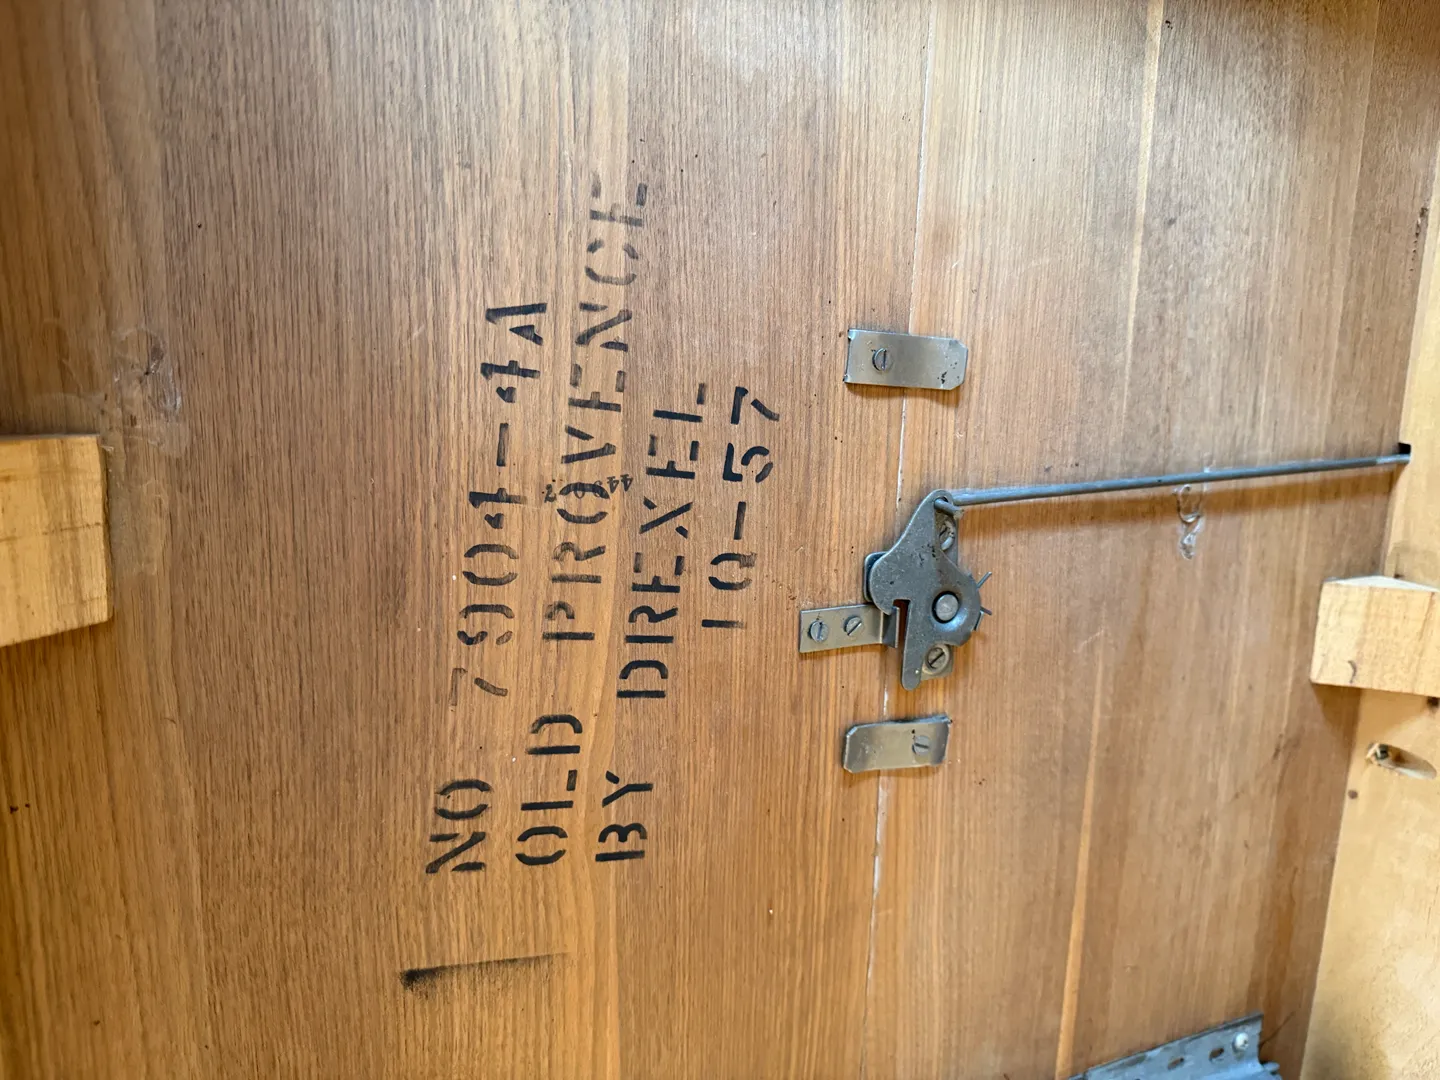 NO 7904-4A
OLD PROVENCE
BY DREXEL
10-57